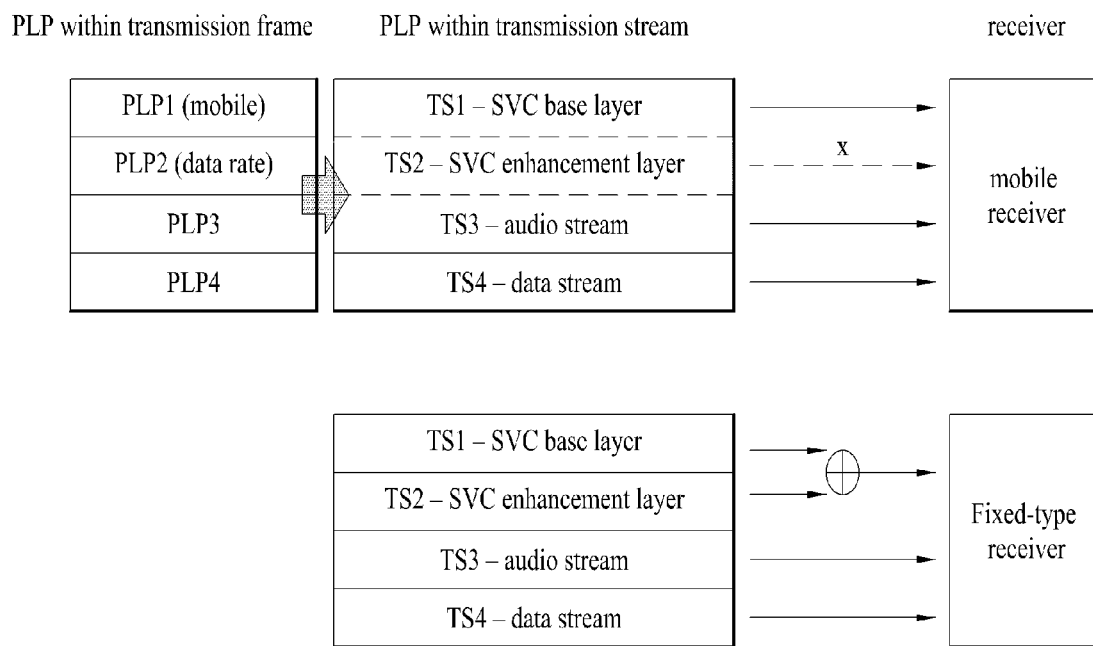 PLP within transmission frame
PLP within transmission stream
receiver
PLP1 (mobile)
TS1 – SVC base layer
PLP2 (data rate)
TS2 – SVC enhancement layer
x
mobile
receiver
PLP3
TS3 – audio stream
PLP4
TS4 – data stream
TS1 – SVC base layer
TS2 – SVC enhancement layer
Fixed-type
receiver
TS3 – audio stream
TS4 – data stream